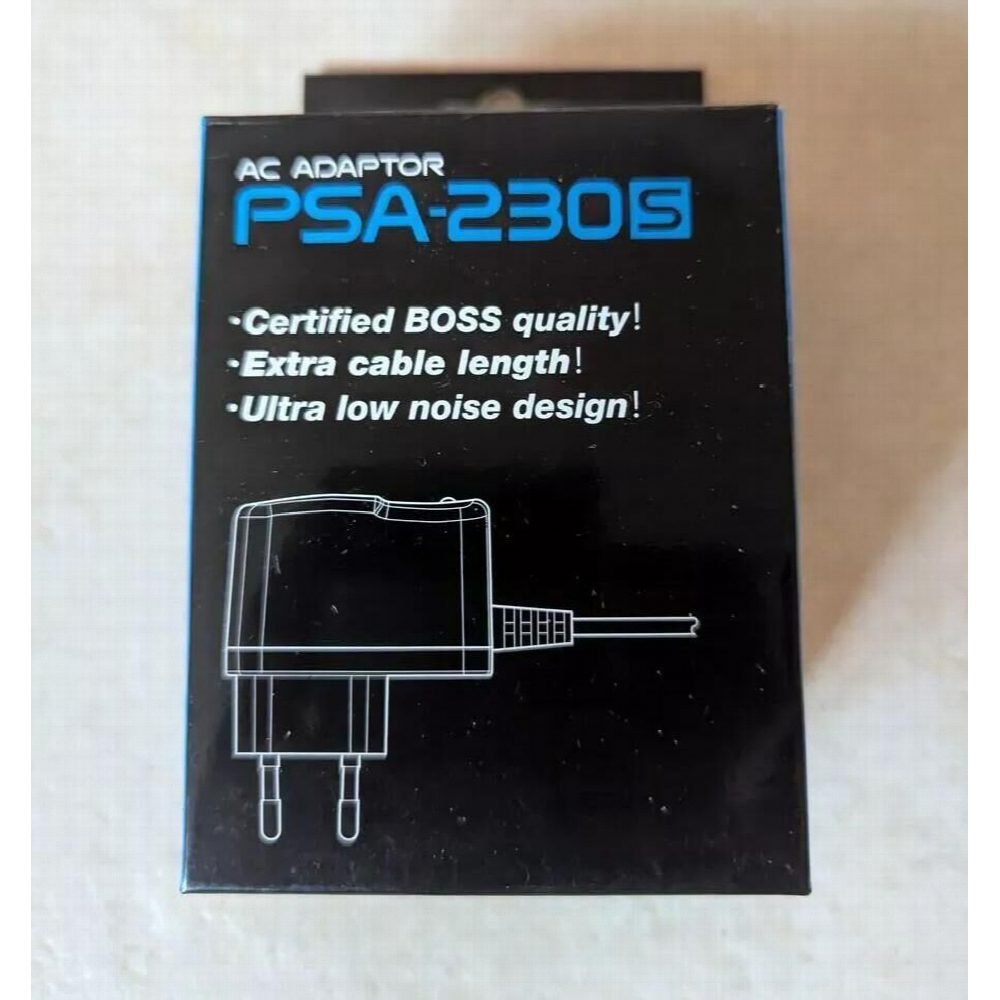 AC ADAPTOR
PSA-230S
·Certified BOSS quality!
·Extra cable length!
·Ultra low noise design!